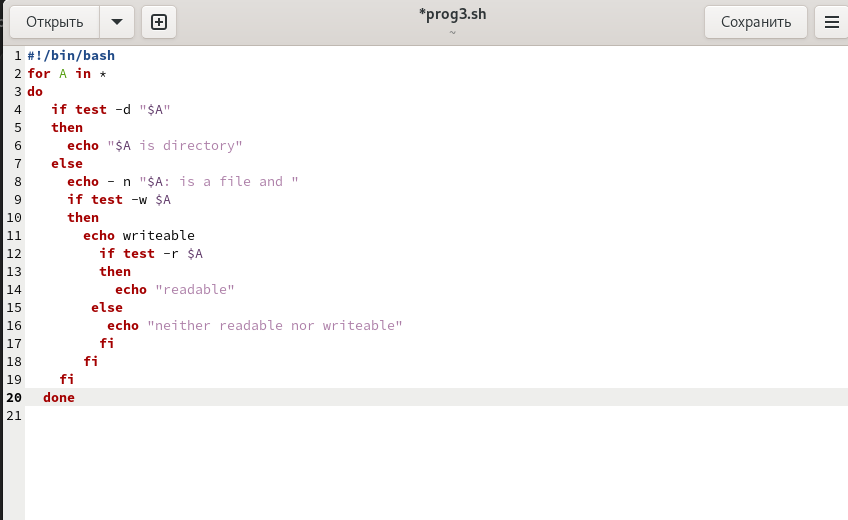 Открыть
*prog3.sh
~
Сохранить
1 #!/bin/bash
2 for A in *
3 do
4    if test -d "$A"
5    then
6      echo "$A is directory"
7    else
8      echo - n "$A: is a file and "
9      if test -w $A
10      then
11        echo writeable
12          if test -r $A
13          then
14            echo "readable"
15         else
16           echo "neither readable nor writeable"
17          fi
18        fi
19     fi
20   done
21